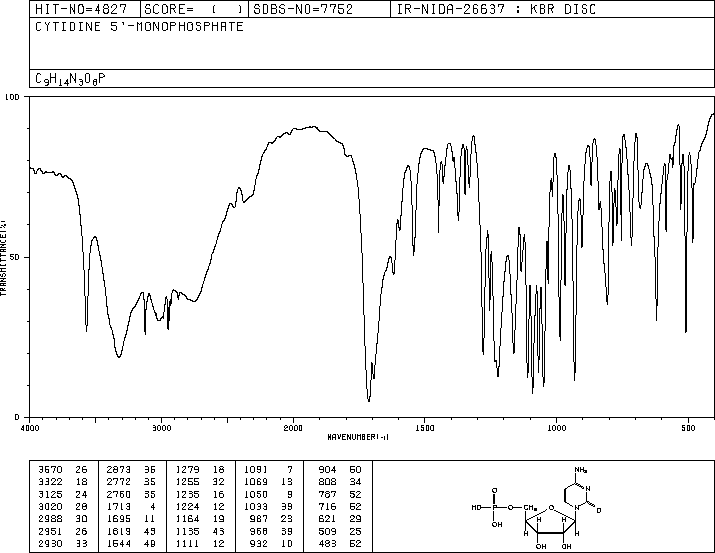 HIT-NO=4827 SCORE= ( ) SDBS-NO=7752 IR-NIDA-26637 : KBR DISC
CYTIDINE 5'-MONOPHOSPHATE
C9H14N3O8P
100
50
0
TRANSMITTANCE(%)
4000 3000 2000 1500 1000 500
WAVENUMBER(-1)
3570 26 2873 36 1279 18 1091 7 904 50
3322 18 2772 35 1255 32 1069 13 808 34
3125 24 2760 35 1235 16 1050 9 787 52
3020 28 1713 4 1224 12 1033 39 716 52
2988 30 1695 11 1164 19 987 23 621 29
2951 26 1619 43 1135 43 968 39 509 25
2930 33 1544 49 1111 12 932 10 483 52
NH2
N
O
N O
HO P O CH2 O
OH H H H H
OH OH